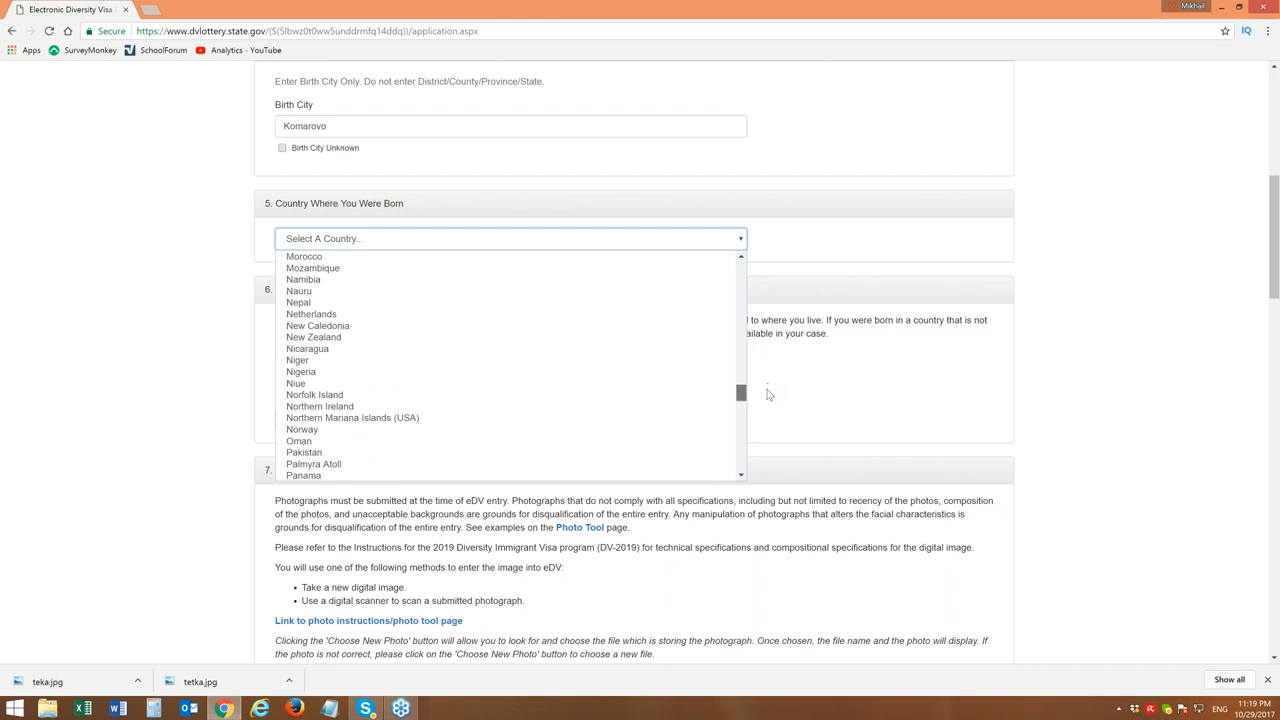 Electronic Diversity Visa
Mikhail
Secure
https://www.dvlottery.state.gov/(S(5lbwz0t0ww5unddrmfq14ddq))/application.aspx
Apps
SurveyMonkey
SchoolForum
Analytics - YouTube
Enter Birth City Only. Do not enter District/County/Province/State.
Birth City
Komarovo
Birth City Unknown
5. Country Where You Were Born
Select A Country...
Morocco
Mozambique
Namibia
6.
Nauru
Nepal
Netherlands
d to where you live. If you were born in a country that is not
New Caledonia
ailable in your case.
New Zealand
Nicaragua
Niger
Nigeria
Niue
Norfolk Island
Northern Ireland
Northern Mariana Islands (USA)
Norway
Oman
Pakistan
Palmyra Atoll
7.
Panama
Photographs must be submitted at the time of eDV entry. Photographs that do not comply with all specifications, including but not limited to recency of the photos, composition
of the photos, and unacceptable backgrounds are grounds for disqualification of the entire entry. Any manipulation of photographs that alters the facial characteristics is
grounds for disqualification of the entire entry. See examples on the Photo Tool page.
Please refer to the Instructions for the 2019 Diversity Immigrant Visa program (DV-2019) for technical specifications and compositional specifications for the digital image.
You will use one of the following methods to enter the image into eDV:
• Take a new digital image.
• Use a digital scanner to scan a submitted photograph.
Link to photo instructions/photo tool page
Clicking the 'Choose New Photo' button will allow you to look for and choose the file which is storing the photograph. Once chosen, the file name and the photo will display. If
the photo is not correct, please click on the 'Choose New Photo' button to choose a new file.
teka.jpg
tetka.jpg
Show all
ENG
11:19 PM
10/29/2017